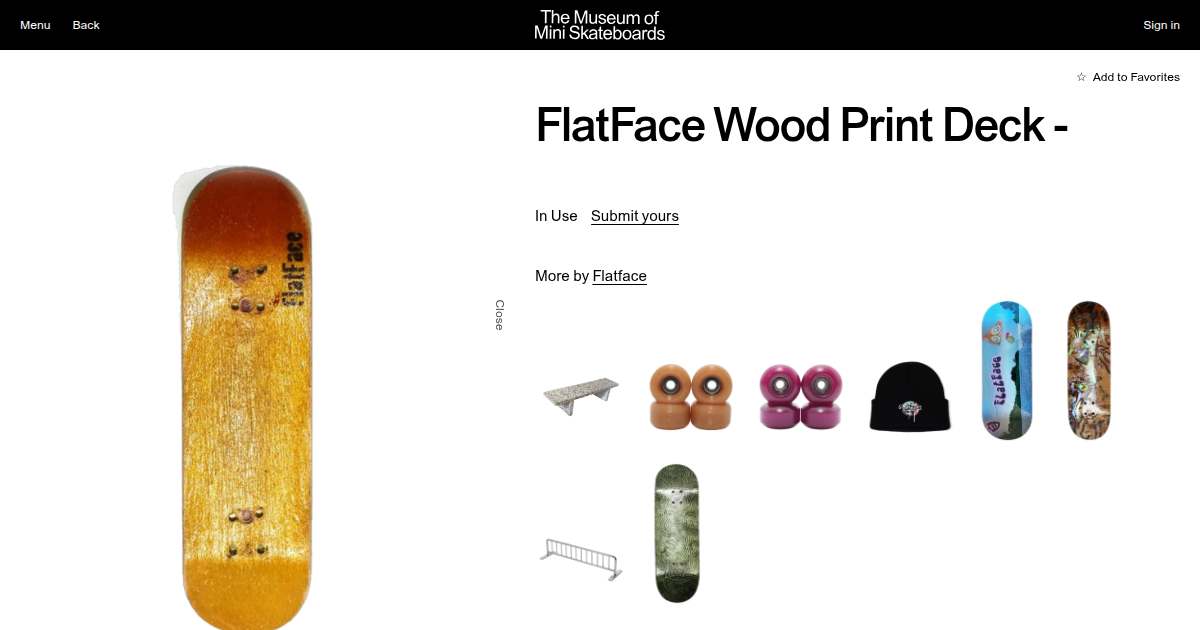 Menu
Back
The Museum of
Mini Skateboards
Sign in
☆ Add to Favorites
FlatFace Wood Print Deck -
FlatFace
In Use
Submit yours
More by Flatface
Close
FLATFACE